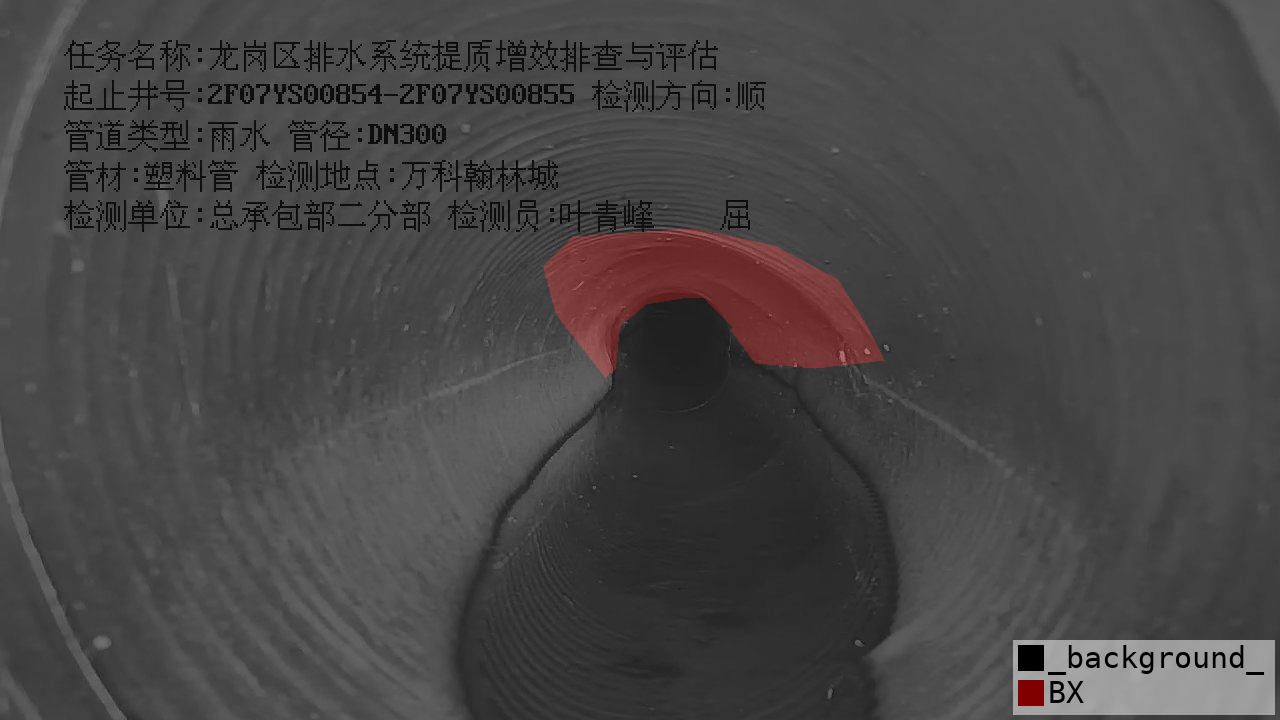 任务名称:龙岗区排水系统提质增效排查与评估
起止井号:2F07YS00854-2F07YS00855 检测方向:顺
管道类型:雨水 管径:DN300
管材:塑料管 检测地点:万科翰林城
检测单位:总承包部二分部 检测员:叶青峰 屈
_background_
BX